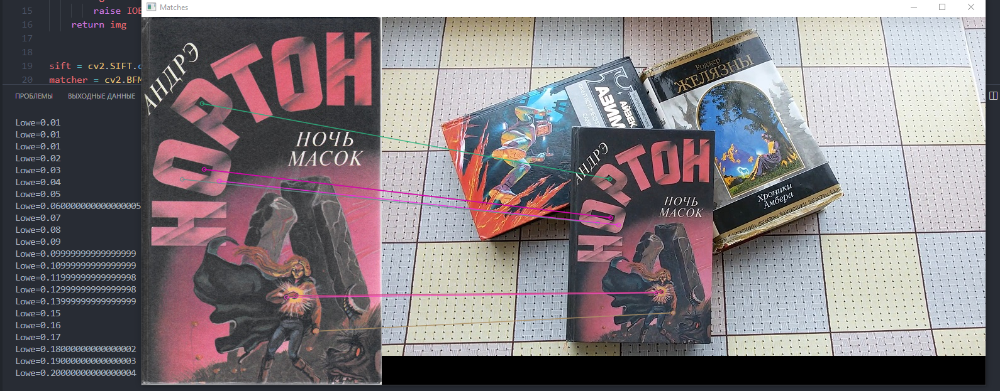 15 raise IOE
16 return img
17
18
19 sift = cv2.SIFT.c
20 matcher = cv2.BFM
ПРОБЛЕМЫ ВЫХОДНЫЕ ДАННЫЕ
Lowe=0.01
Lowe=0.01
Lowe=0.01
Lowe=0.02
Lowe=0.03
Lowe=0.04
Lowe=0.05
Lowe=0.060000000000000005
Lowe=0.07
Lowe=0.08
Lowe=0.09
Lowe=0.09999999999999999
Lowe=0.10999999999999999
Lowe=0.11999999999999998
Lowe=0.12999999999999998
Lowe=0.13999999999999999
Lowe=0.15
Lowe=0.16
Lowe=0.17
Lowe=0.18000000000000002
Lowe=0.19000000000000003
Lowe=0.20000000000000004
Matches
АНДРЭ
НОРТОН
НОЧЬ
МАСОК
АЙЗЕК
АЗИМ
Роджер
ЖЕЛЯЗНЫ
Хроники
Амбера
АНДРЭ
НОРТОН
НОЧЬ
МАСОК